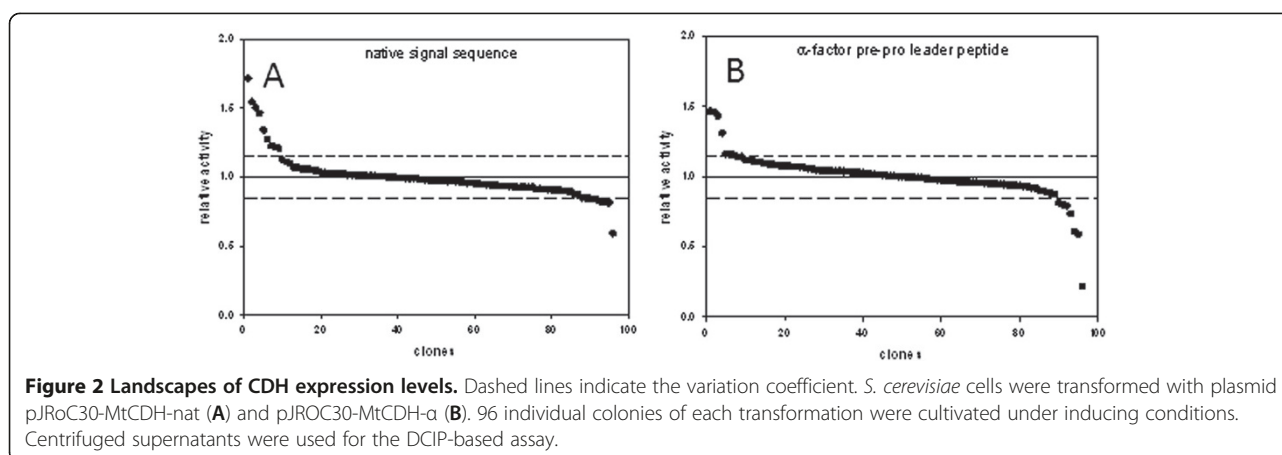 native signal sequence
A
2.0
1.5
1.0
0.5
0.0
relative activity
0
20
40
60
80
100
clones
α-factor pre-pro leader peptide
B
2.0
1.5
1.0
0.5
0.0
relative activity
0
20
40
60
80
100
clones
Figure 2 Landscapes of CDH expression levels. Dashed lines indicate the variation coefficient. S. cerevisiae cells were transformed with plasmid
pJRoC30-MtCDH-nat (A) and pJROC30-MtCDH-α (B). 96 individual colonies of each transformation were cultivated under inducing conditions.
Centrifuged supernatants were used for the DCIP-based assay.